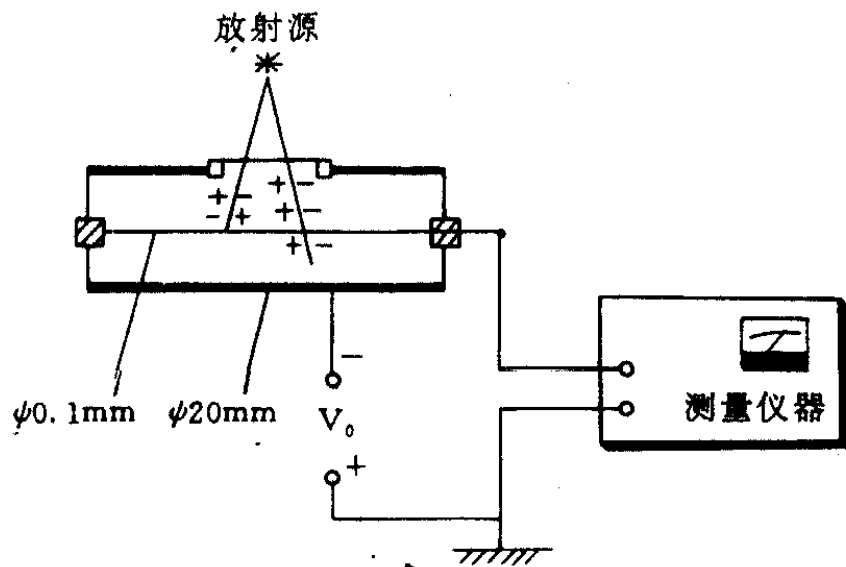 放射源
+ -
+ -
- +
+ -
+ -
ψ0.1mm
ψ20mm
-
V₀
+
测量仪器